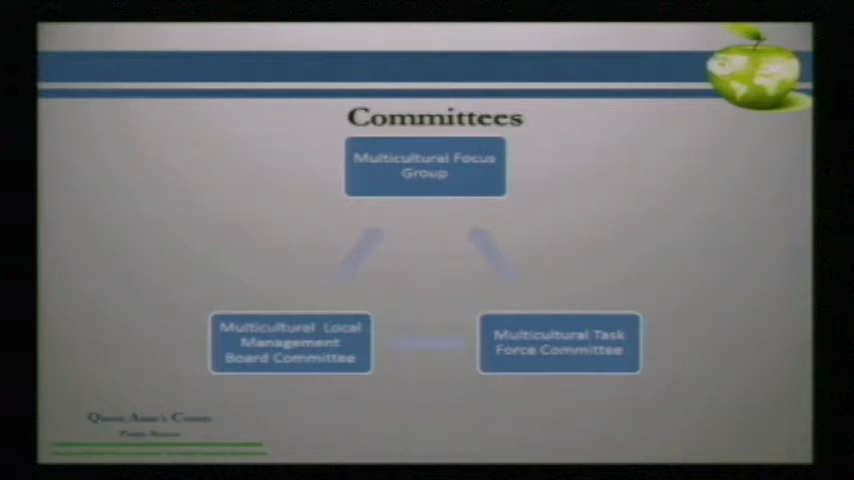 Committees
Multicultural Focus
Group
Multicultural Local
Management
Board Committee
Multicultural Task
Force Committee
Queen Anne's County